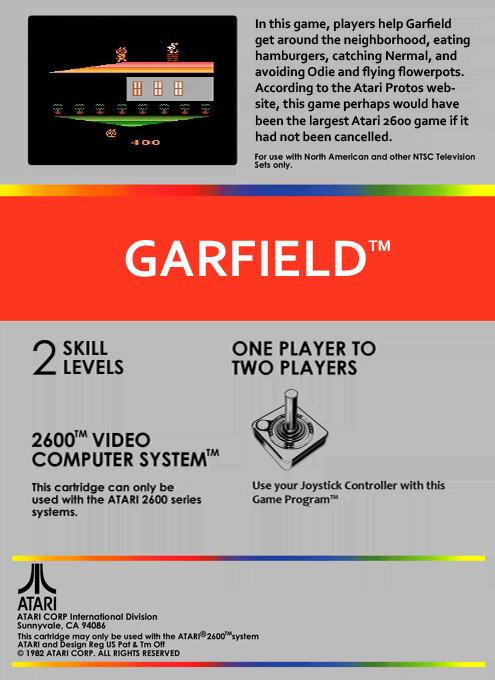 In this game, players help Garfield
get around the neighborhood, eating
hamburgers, catching Nermal, and
avoiding Odie and flying flowerpots.
According to the Atari Protos web-
site, this game perhaps would have
been the largest Atari 2600 game if it
had not been cancelled.
For use with North American and other NTSC Television
Sets only.
400
GARFIELD™
2 SKILL
LEVELS
ONE PLAYER TO
TWO PLAYERS
2600™ VIDEO
COMPUTER SYSTEM™
This cartridge can only be
used with the ATARI 2600 series
systems.
Use your Joystick Controller with this
Game Program™
ATARI
ATARI CORP International Division
Sunnyvale, CA 94086
This cartridge may only be used with the ATARI®2600™system
ATARI and Design Reg US Pat & Tm Off
© 1982 ATARI CORP. ALL RIGHTS RESERVED